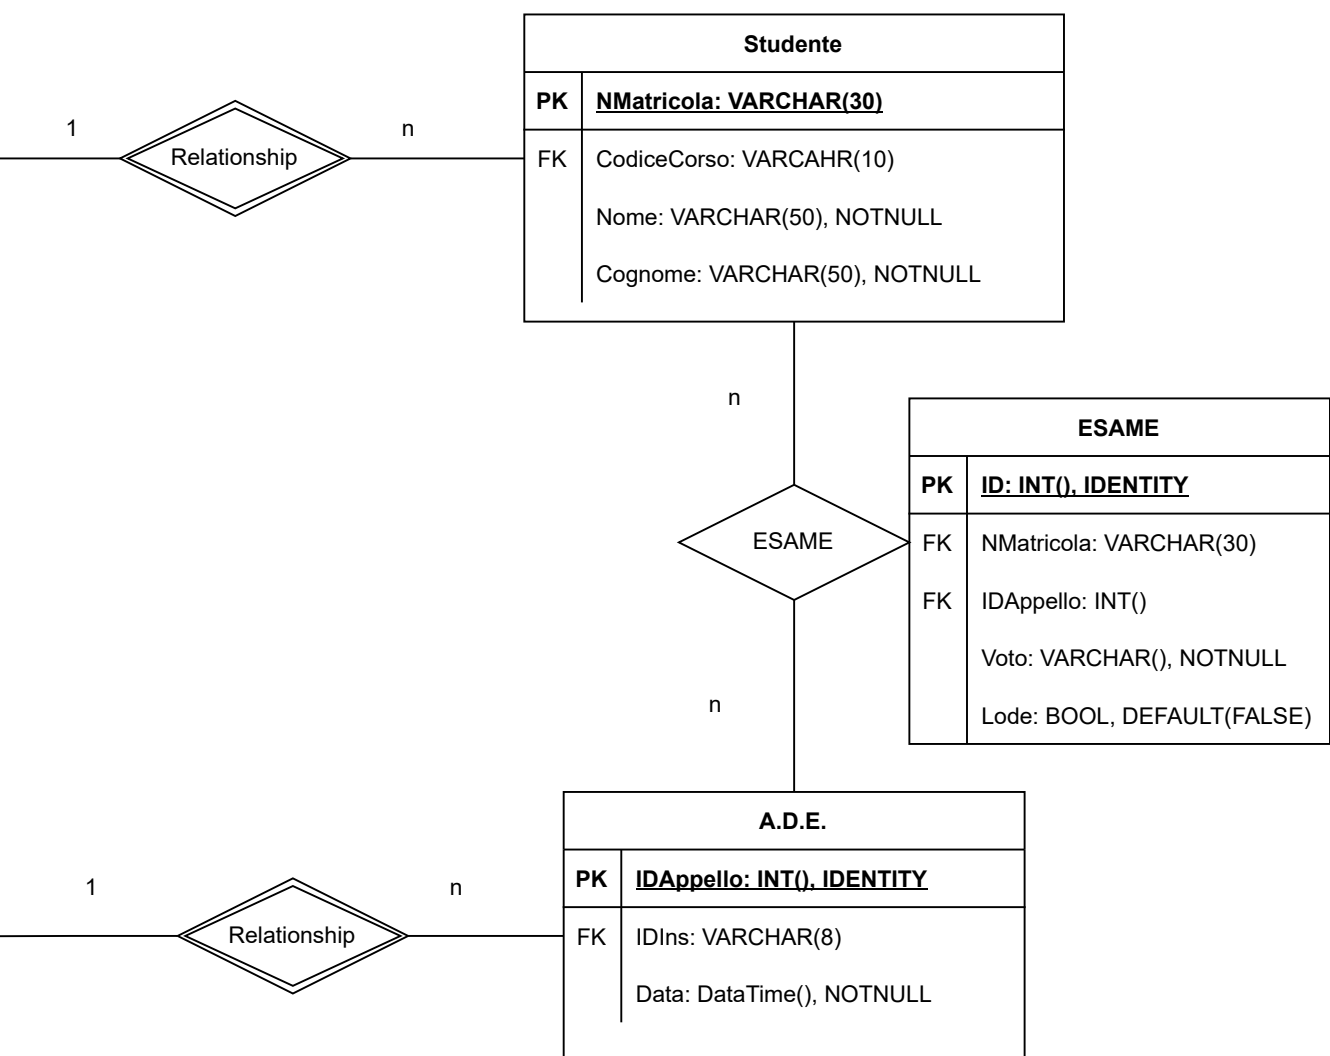 Studente
PK NMatricola: VARCHAR(30)
1
Relationship
n
FK CodiceCorso: VARCAHR(10)
Nome: VARCHAR(50), NOTNULL
Cognome: VARCHAR(50), NOTNULL
n
ESAME
ESAME
PK ID: INT(), IDENTITY
FK NMatricola: VARCHAR(30)
FK IDAppello: INT()
Voto: VARCHAR(), NOTNULL
Lode: BOOL, DEFAULT(FALSE)
n
A.D.E.
PK IDAppello: INT(), IDENTITY
1
Relationship
n
FK IDIns: VARCHAR(8)
Data: DataTime(), NOTNULL